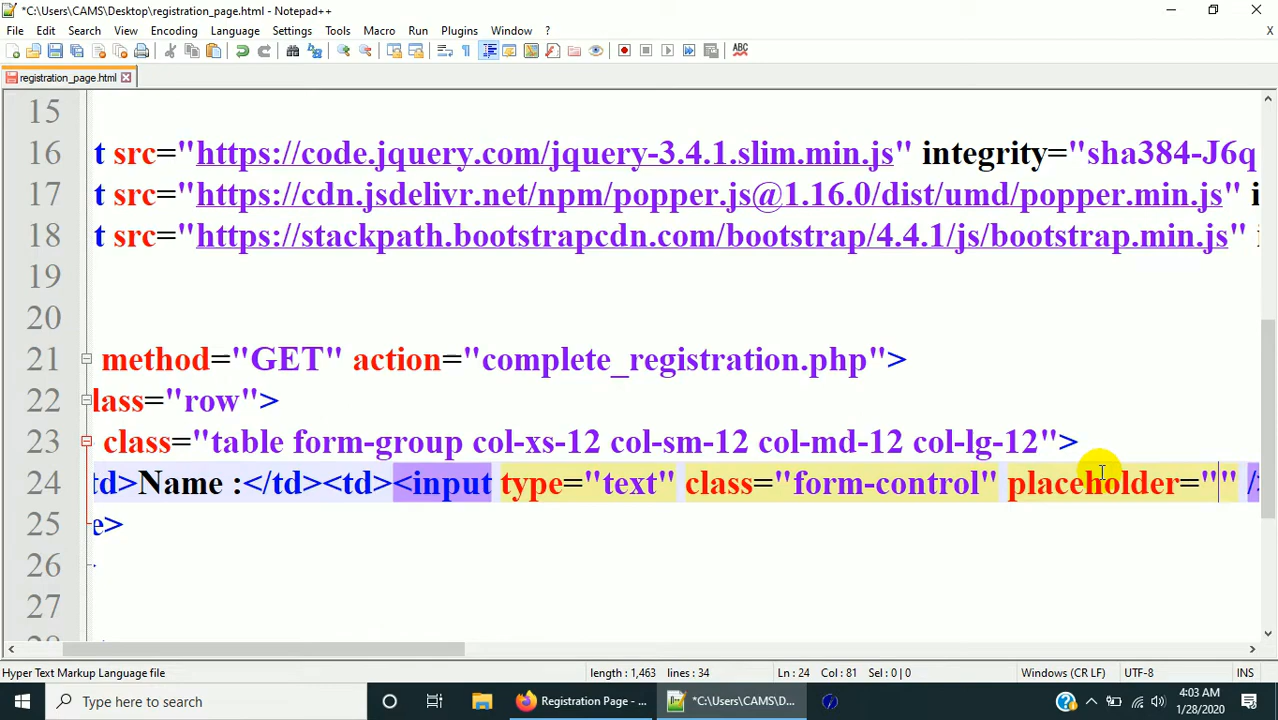 *C:\Users\CAMS\Desktop\registration_page.html - Notepad++
File Edit Search View Encoding Language Settings Tools Macro Run Plugins Window ?
X
ABC
registration_page.html
15
16 t src="https://code.jquery.com/jquery-3.4.1.slim.min.js" integrity="sha384-J6q
17 t src="https://cdn.jsdelivr.net/npm/popper.js@1.16.0/dist/umd/popper.min.js" i
18 t src="https://stackpath.bootstrapcdn.com/bootstrap/4.4.1/js/bootstrap.min.js"
19
20
21 method="GET" action="complete_registration.php">
22 lass="row">
23 class="table form-group col-xs-12 col-sm-12 col-md-12 col-lg-12">
24 td>Name :</td><td><input type="text" class="form-control" placeholder="" /
25 e>
26
27
Hyper Text Markup Language file length : 1,463 lines : 34 Ln : 24 Col : 81 Sel : 0 | 0 Windows (CR LF) UTF-8 INS
Type here to search
Registration Page - ...
*C:\Users\CAMS\D...
4:03 AM
1/28/2020